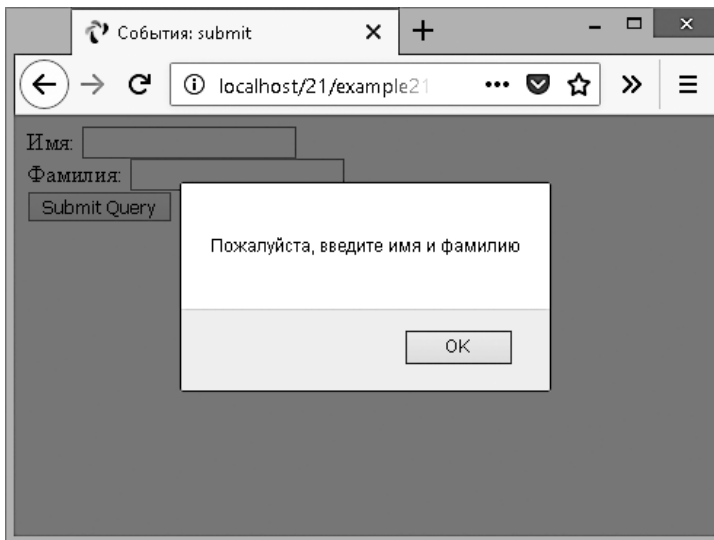 События: submit
localhost/21/example21
Имя:
Фамилия:
Submit Query
Пожалуйста, введите имя и фамилию
OK